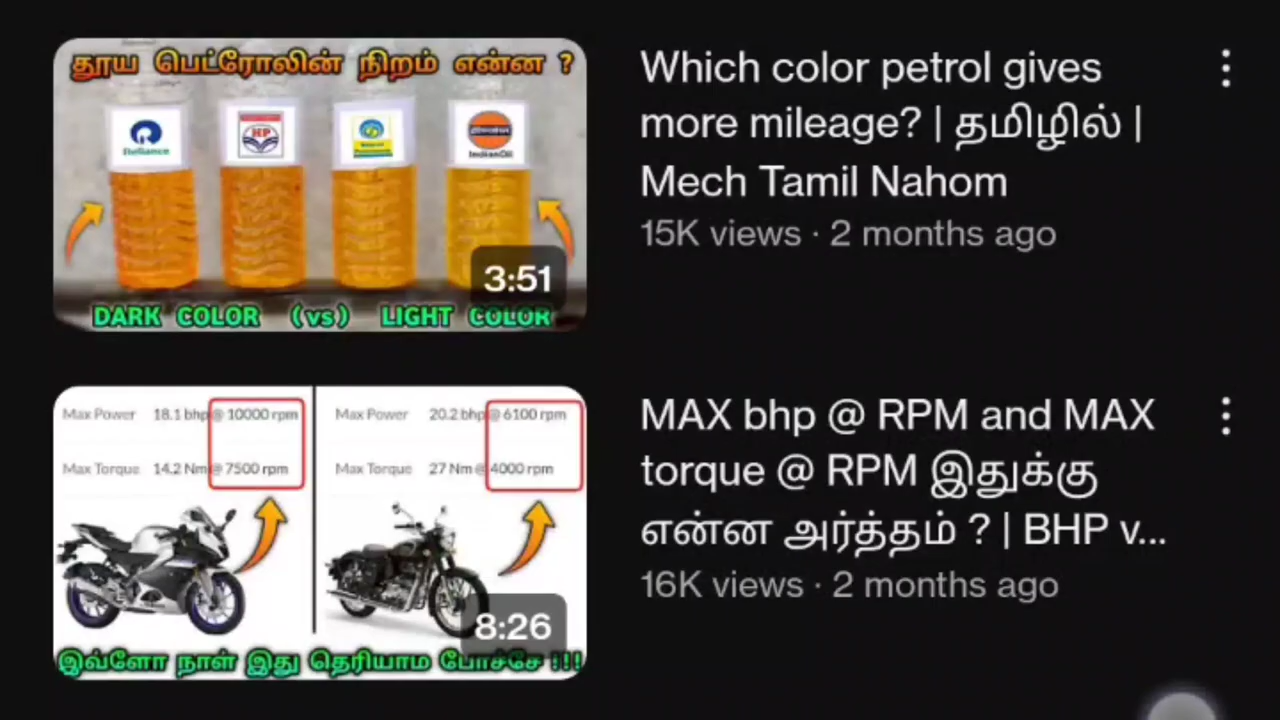 தூய பெட்ரோலின் நிறம் என்ன ?
Reliance
HP
IndianOil
3:51
DARK COLOR (vs) LIGHT COLOR
Which color petrol gives
more mileage? | தமிழில் |
Mech Tamil Nahom
15K views · 2 months ago
Max Power 18.1 bhp @ 10000 rpm
Max Torque 14.2 Nm @ 7500 rpm
Max Power 20.2 bhp @ 6100 rpm
Max Torque 27 Nm @ 4000 rpm
8:26
இவ்ளோ நாள் இது தெரியாம போச்சே !!!
MAX bhp @ RPM and MAX
torque @ RPM இதுக்கு
என்ன அர்த்தம் ? | BHP v...
16K views · 2 months ago